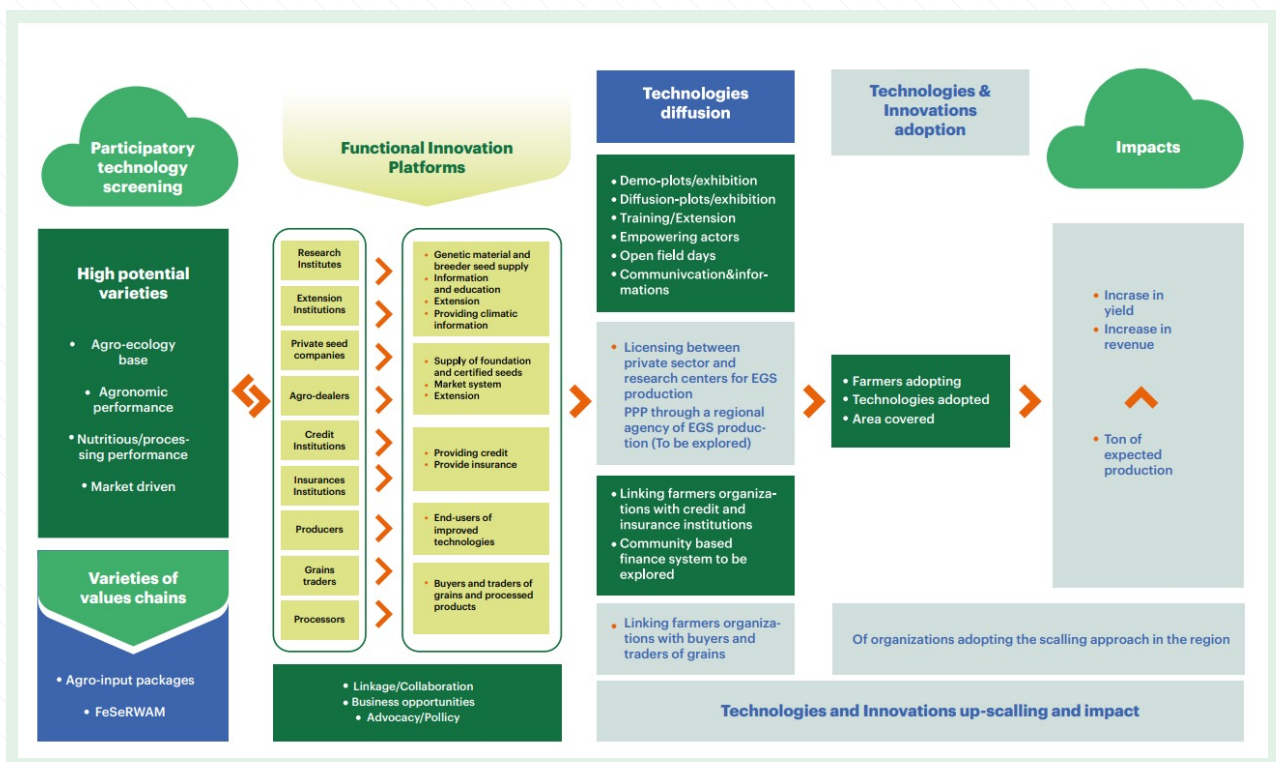 Participatory
technology
screening
High potential
varieties
• Agro-ecology
base
• Agronomic
performance
• Nutritious/proces-
sing performance
• Market driven
Varieties of
values chains
• Agro-input packages
• FeSeRWAM
Functional Innovation
Platforms
Research
Institutes
Extension
Institutions
Private seed
companies
Agro-dealers
Credit
Institutions
Insurances
Institutions
Producers
Grains
traders
Processors
• Genetic material and
breeder seed supply
• Information
and education
• Extension
• Providing climatic
information
• Supply of foundation
and certified seeds
• Market system
• Extension
• Providing credit
• Provide insurance
• End-users of
improved
technologies
• Buyers and traders of
grains and processed
products
• Linkage/Collaboration
• Business opportunities
• Advocacy/Pollicy
Technologies
diffusion
• Demo-plots/exhibition
• Diffusion-plots/exhibition
• Training/Extension
• Empowering actors
• Open field days
• Communivcation&infor-
mations
• Licensing between
private sector and
research centers for EGS
production
PPP through a regional
agency of EGS produc-
tion (To be explored)
• Linking farmers organiza-
tions with credit and
insurance institutions
• Community based
finance system to be
explored
• Linking farmers organiza-
tions with buyers and
traders of grains
Technologies &
Innovations
adoption
• Farmers adopting
• Technologies adopted
• Area covered
Impacts
• Incrase in
yield
• Increase in
revenue
• Ton of
expected
production
Of organizations adopting the scalling approach in the region
Technologies and Innovations up-scalling and impact